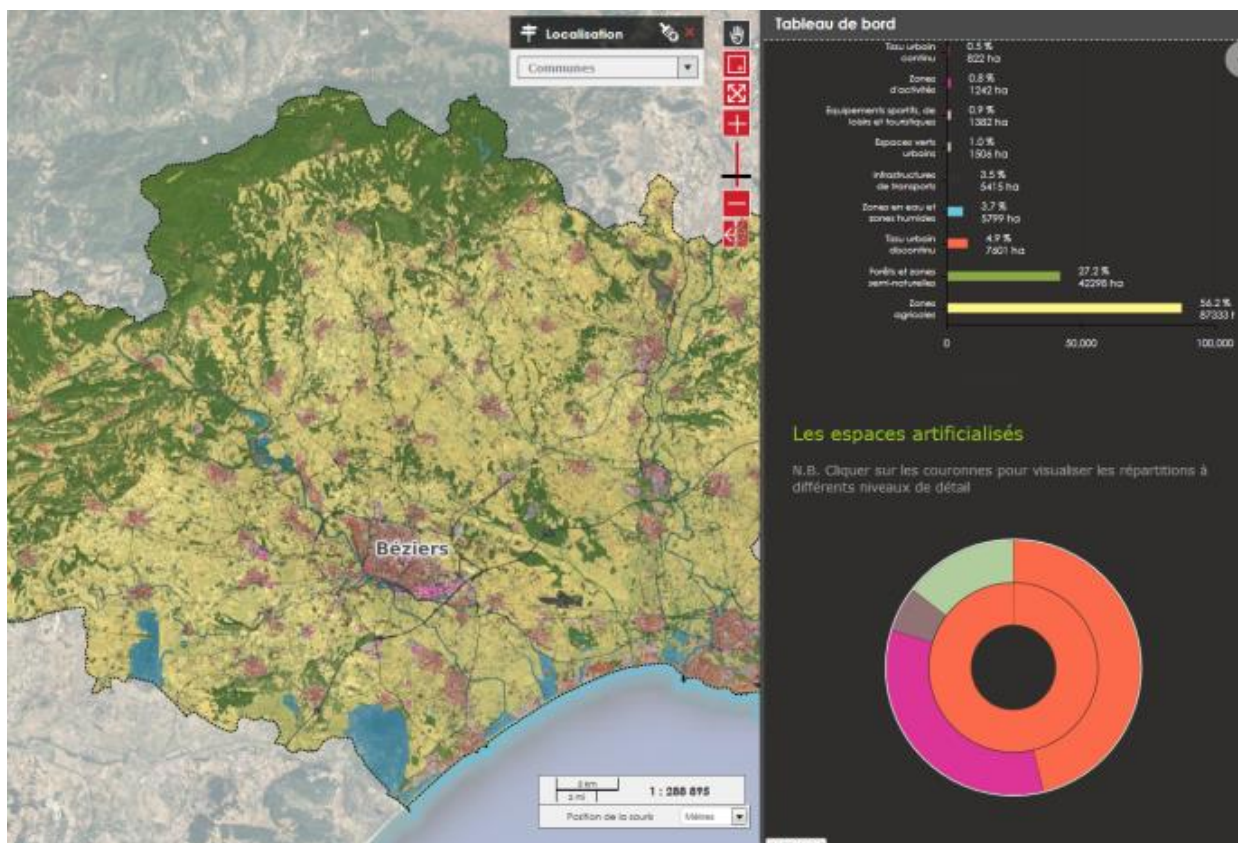 Localisation
Communes
Béziers
5 km
2 mi
1 : 288 895
Position de la souris
Mètres
Tableau de bord
Tissu urbain
continu
0.5 %
822 ha
Zones
d'activités
0.8 %
1242 ha
Equipements sportifs, de
loisirs et touristiques
0.9 %
1382 ha
Espaces verts
urbains
1.0 %
1506 ha
Infrastructures
de transports
3.5 %
5415 ha
Zones en eau et
zones humides
3.7 %
5799 ha
Tissu urbain
discontinu
4.9 %
7601 ha
Forêts et zones
semi-naturelles
27.2 %
42298 ha
Zones
agricoles
56.2 %
87333 h
0
50,000
100,000
Les espaces artificialisés
N.B. Cliquer sur les couronnes pour visualiser les répartitions à
différents niveaux de détail